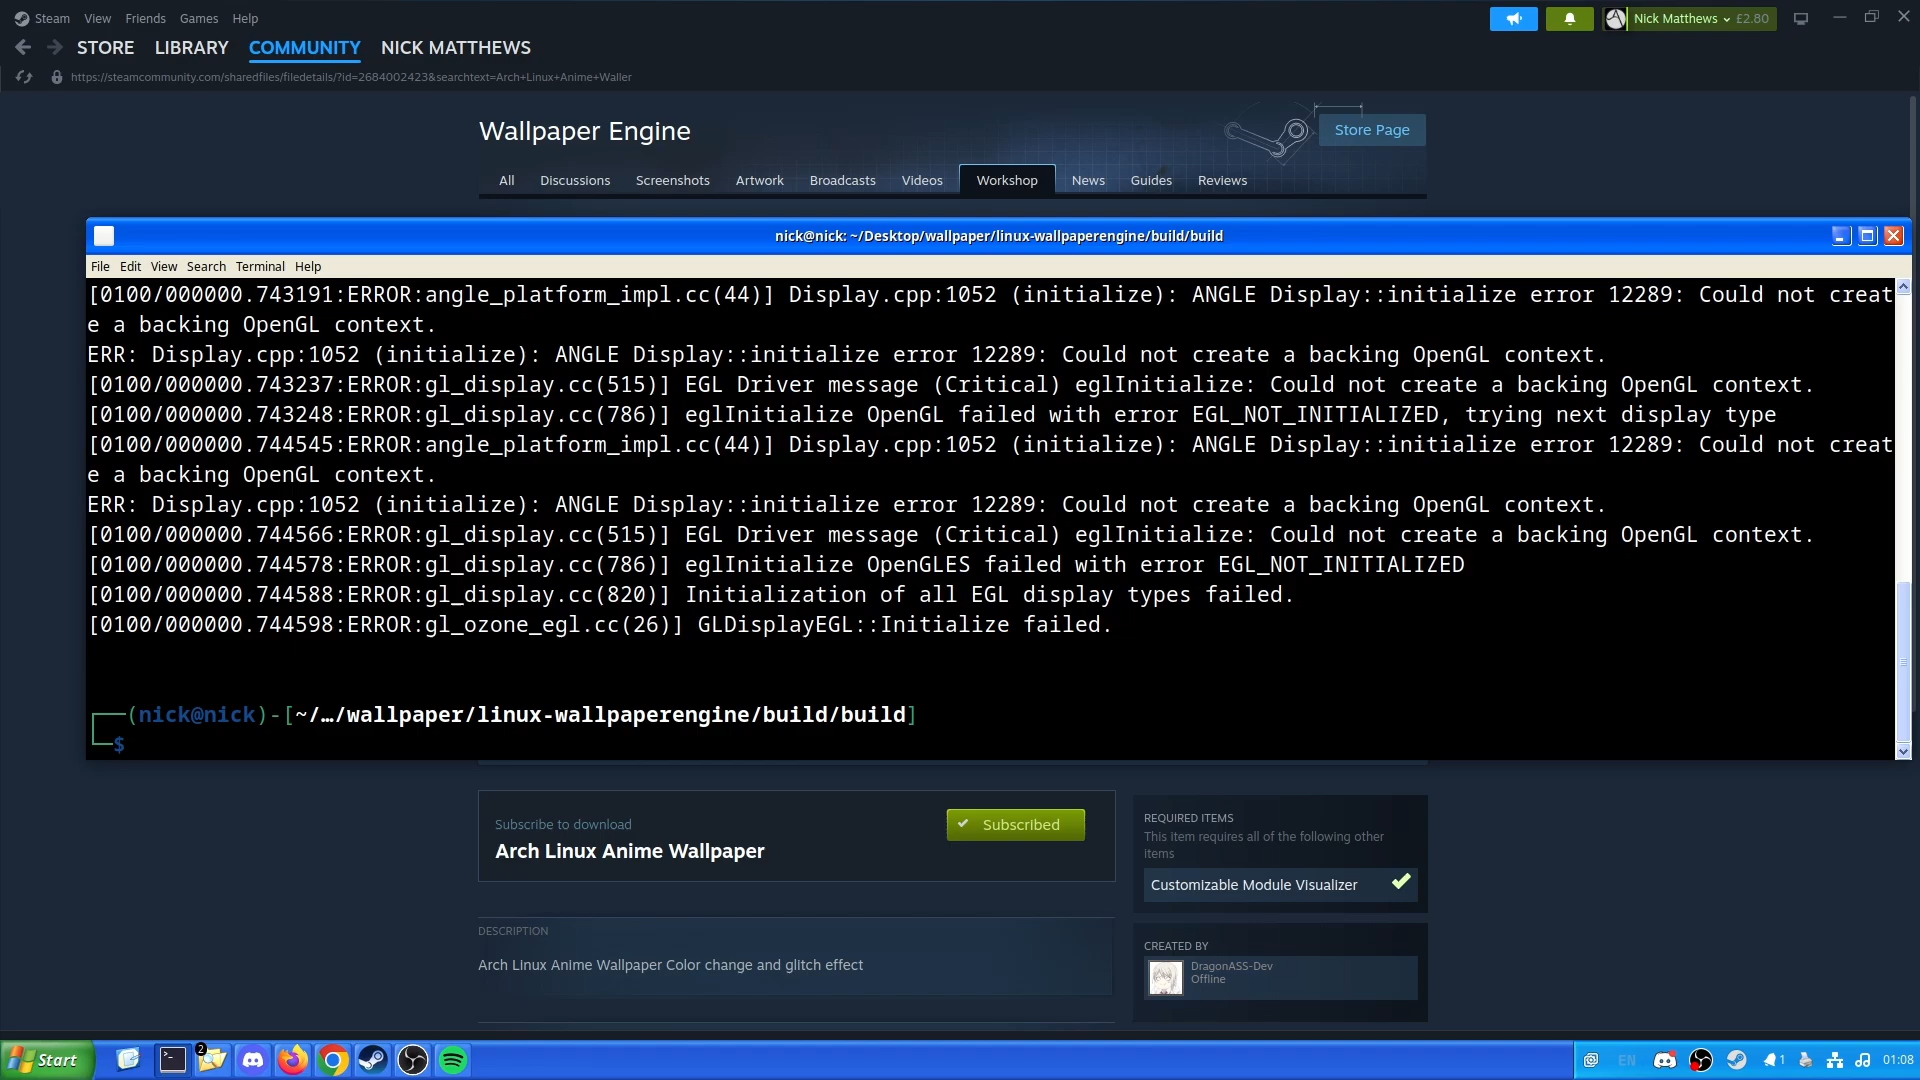 Steam View Friends Games Help
Nick Matthews £2.80
STORE LIBRARY COMMUNITY NICK MATTHEWS
https://steamcommunity.com/sharedfiles/filedetails/?id=2684002423&searchtext=Arch+Linux+Anime+Waller
Wallpaper Engine
Store Page
All Discussions Screenshots Artwork Broadcasts Videos Workshop News Guides Reviews
nick@nick: ~/Desktop/wallpaper/linux-wallpaperengine/build/build
File Edit View Search Terminal Help
[0100/000000.743191:ERROR:angle_platform_impl.cc(44)] Display.cpp:1052 (initialize): ANGLE Display::initialize error 12289: Could not creat
e a backing OpenGL context.
ERR: Display.cpp:1052 (initialize): ANGLE Display::initialize error 12289: Could not create a backing OpenGL context.
[0100/000000.743237:ERROR:gl_display.cc(515)] EGL Driver message (Critical) eglInitialize: Could not create a backing OpenGL context.
[0100/000000.743248:ERROR:gl_display.cc(786)] eglInitialize OpenGL failed with error EGL_NOT_INITIALIZED, trying next display type
[0100/000000.744545:ERROR:angle_platform_impl.cc(44)] Display.cpp:1052 (initialize): ANGLE Display::initialize error 12289: Could not creat
e a backing OpenGL context.
ERR: Display.cpp:1052 (initialize): ANGLE Display::initialize error 12289: Could not create a backing OpenGL context.
[0100/000000.744566:ERROR:gl_display.cc(515)] EGL Driver message (Critical) eglInitialize: Could not create a backing OpenGL context.
[0100/000000.744578:ERROR:gl_display.cc(786)] eglInitialize OpenGLES failed with error EGL_NOT_INITIALIZED
[0100/000000.744588:ERROR:gl_display.cc(820)] Initialization of all EGL display types failed.
[0100/000000.744598:ERROR:gl_ozone_egl.cc(26)] GLDisplayEGL::Initialize failed.
┌──(nick@nick)-[~/…/wallpaper/linux-wallpaperengine/build/build]
└─$
Subscribe to download
Arch Linux Anime Wallpaper
Subscribed
REQUIRED ITEMS
This item requires all of the following other
items
Customizable Module Visualizer
DESCRIPTION
Arch Linux Anime Wallpaper Color change and glitch effect
CREATED BY
DragonASS-Dev
Offline
Start
2
EN
1
01:08